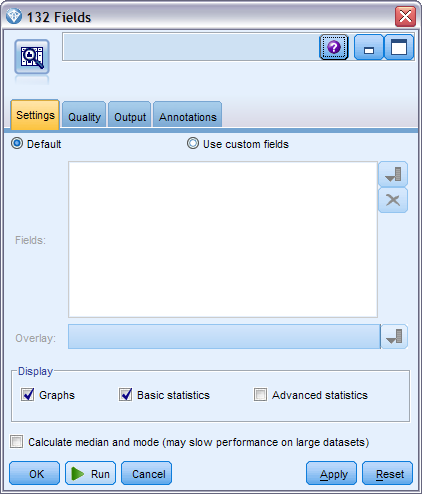 132 Fields
?
Settings Quality Output Annotations
Default Use custom fields
Fields:
Overlay:
Display
Graphs Basic statistics Advanced statistics
Calculate median and mode (may slow performance on large datasets)
OK Run Cancel Apply Reset